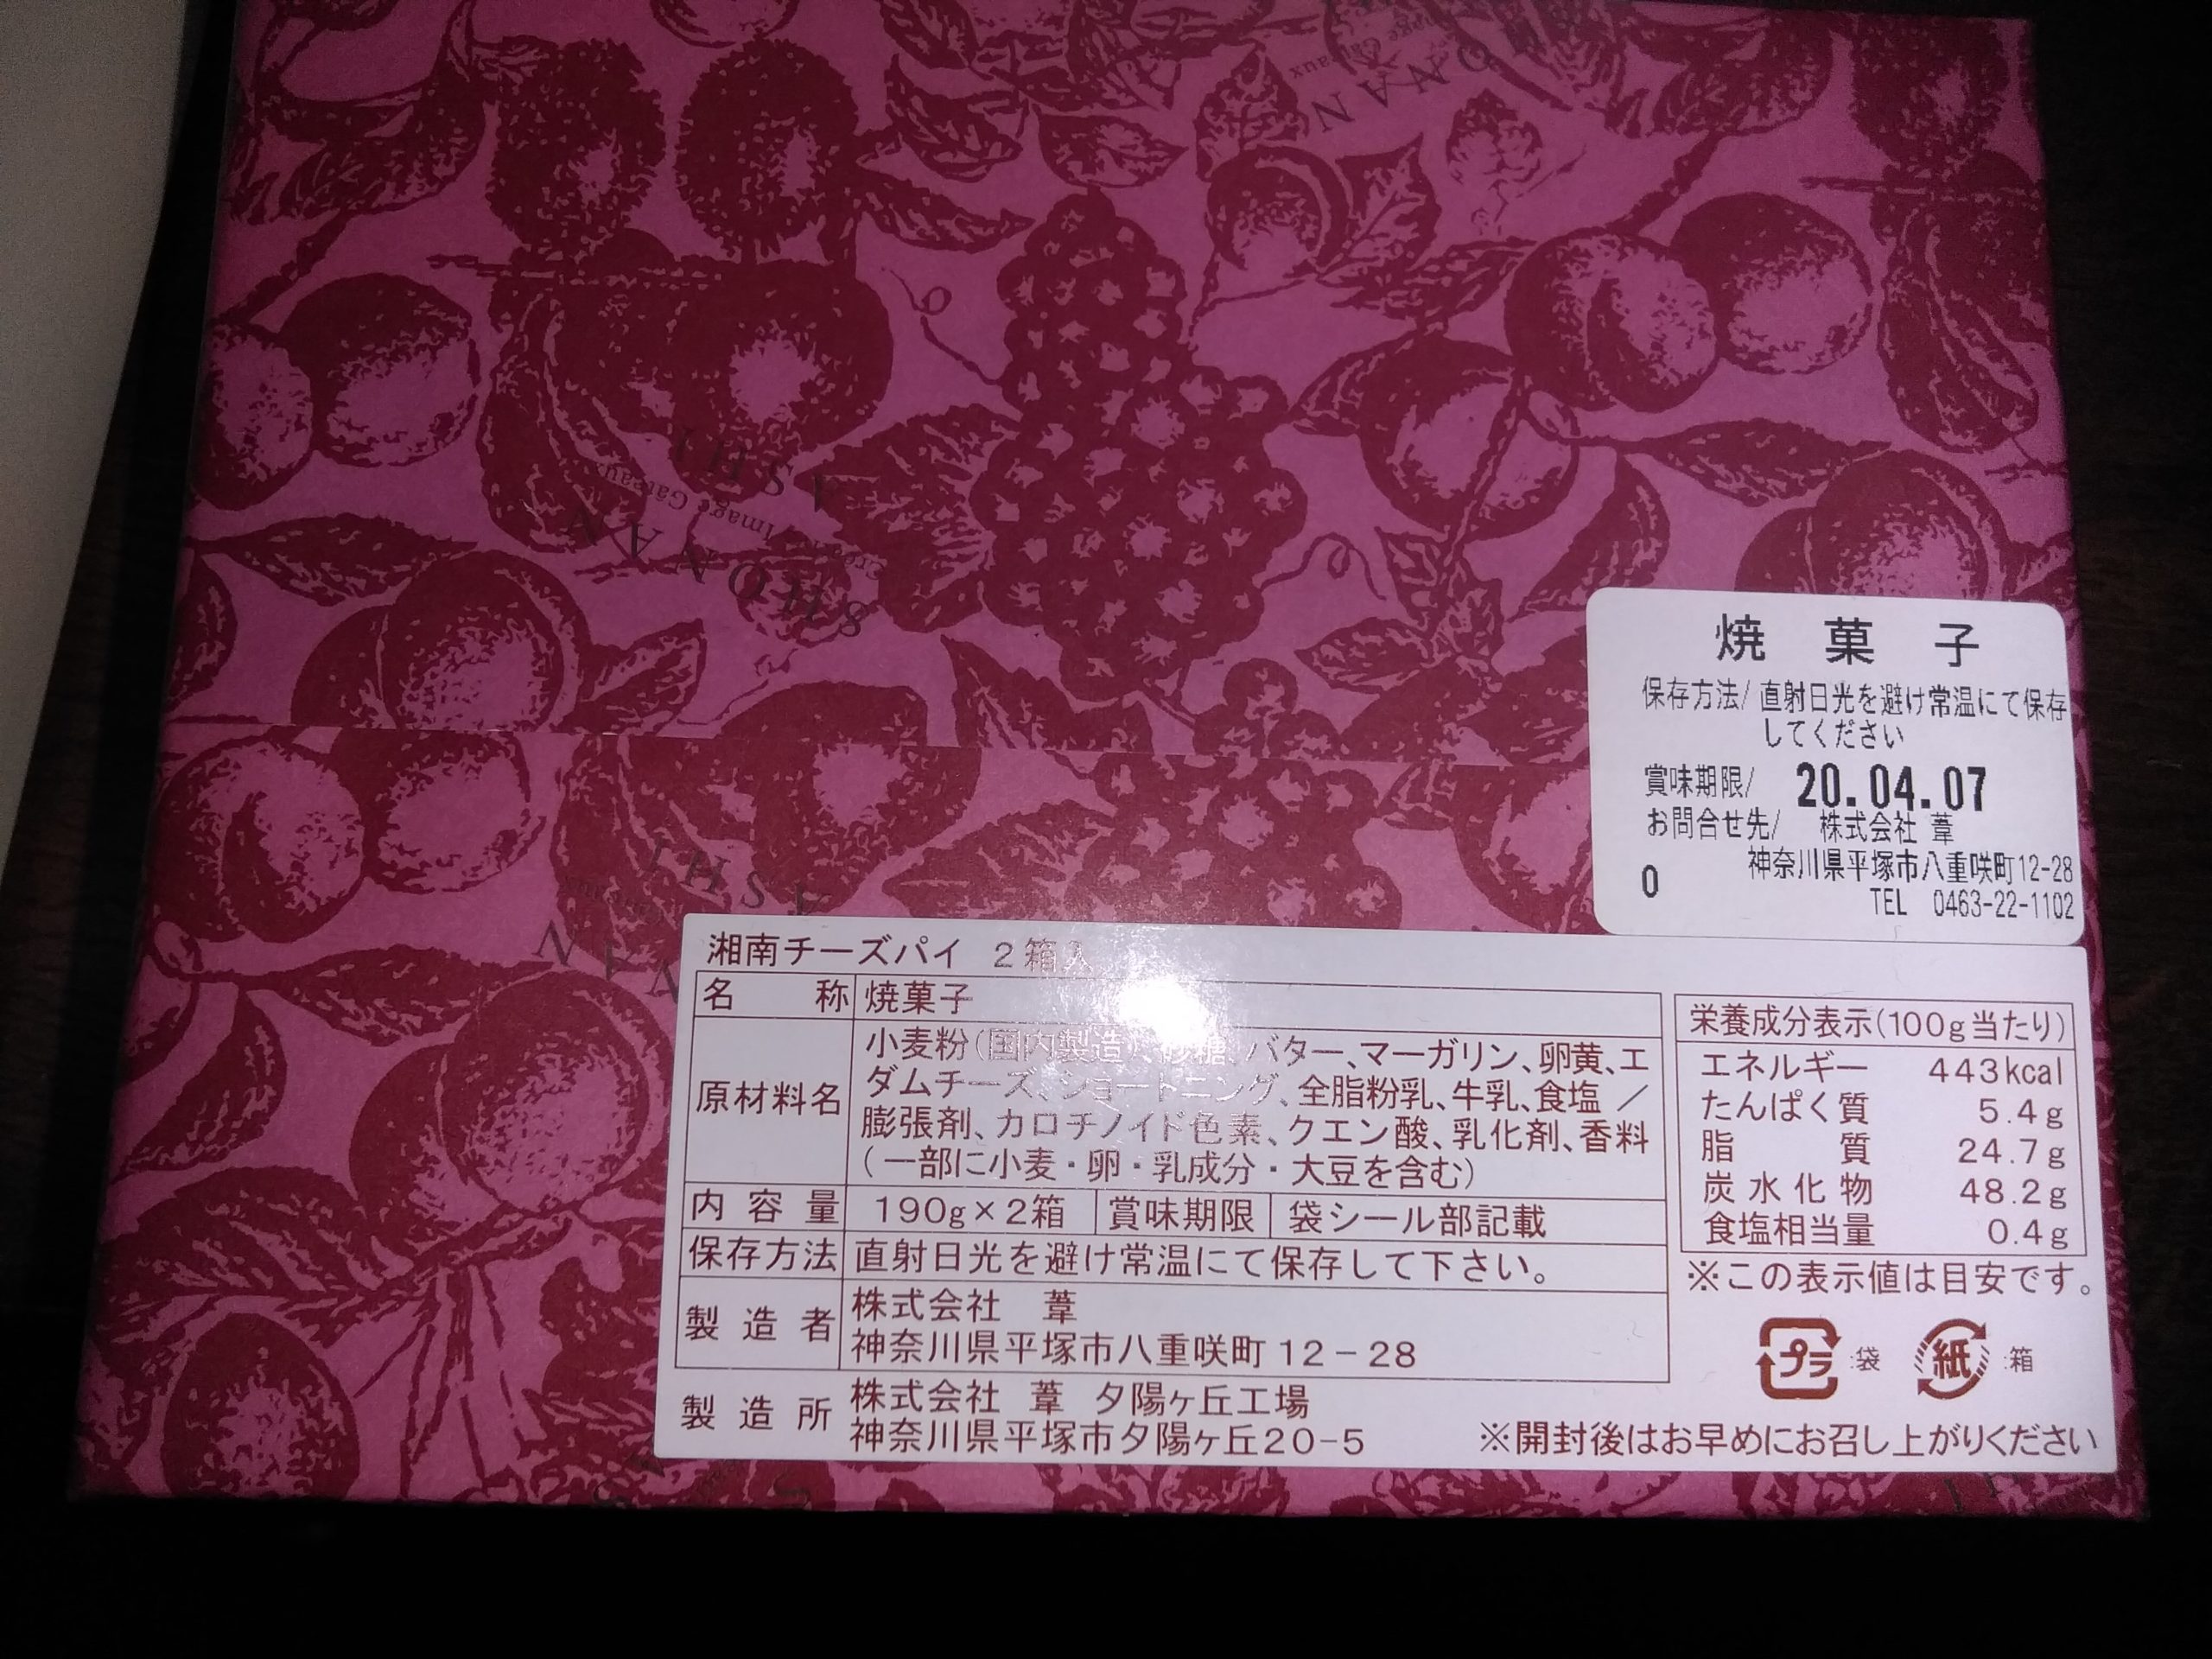 SHONAN
ASHI
Image Gâteaux
SHONAN
ASHI
焼 菓 子
保存方法/ 直射日光を避け常温にて保存
してください
賞味期限/ 20.04.07
お問合せ先/ 株式会社 葦
神奈川県平塚市八重咲町12-28
0 TEL 0463-22-1102
湘南チーズパイ 2箱入
名 称 焼菓子
原材料名 小麦粉(国内製造)、砂糖、バター、マーガリン、卵黄、エ
ダムチーズ、ショートニング、全脂粉乳、牛乳、食塩/
膨張剤、カロチノイド色素、クエン酸、乳化剤、香料
(一部に小麦・卵・乳成分・大豆を含む)
内容量 190g×2箱 賞味期限 袋シール部記載
保存方法 直射日光を避け常温にて保存して下さい。
製造者 株式会社 葦
神奈川県平塚市八重咲町12-28
製造所 株式会社 葦 夕陽ヶ丘工場
神奈川県平塚市夕陽ヶ丘20-5
栄養成分表示(100g当たり)
エネルギー 443kcal
たんぱく質 5.4g
脂 質 24.7g
炭水化物 48.2g
食塩相当量 0.4g
※この表示値は目安です。
プラ :袋 紙 :箱
※開封後はお早めにお召し上がりください